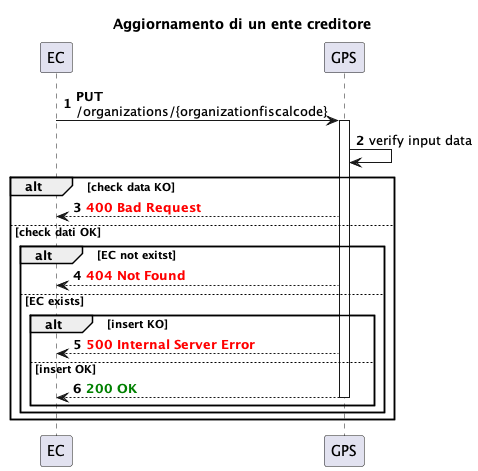 Aggiornamento di un ente creditore
EC GPS
1 PUT
/organizations/{organizationfiscalcode}
2 verify input data
alt [check data KO]
3 400 Bad Request
[check dati OK]
alt [EC not exitst]
4 404 Not Found
[EC exists]
alt [insert KO]
5 500 Internal Server Error
[insert OK]
6 200 OK
EC GPS